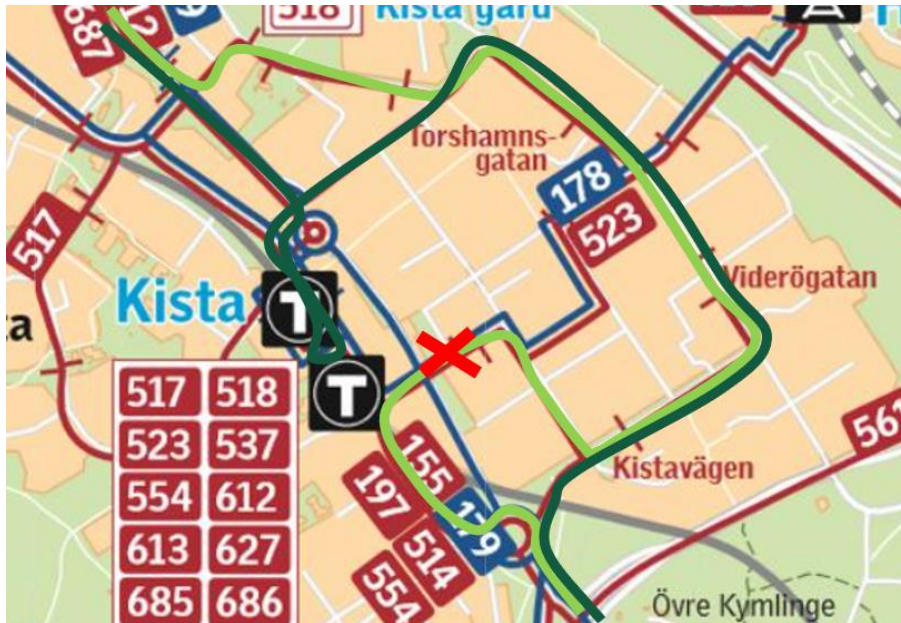 518
Kista gård
687
12
Torshamns-
gatan
178
523
517
Viderögatan
Kista
T
T
517 518
523 537
554 612
613 627
685 686
155
197
179
514
554
561
Kistavägen
Övre Kymlinge